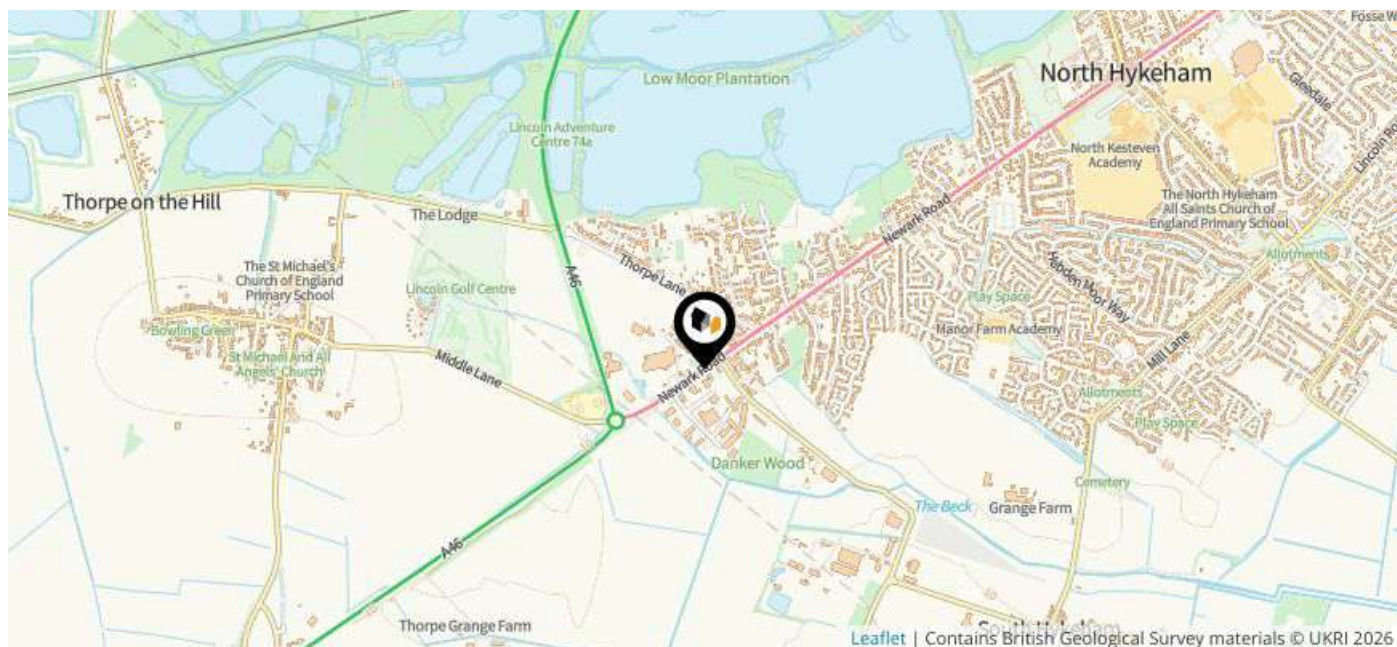 Fosse W
North Hykeham
Gleedale
Low Moor Plantation
Lincoln Adventure
Centre 74a
North Kesteven
Academy
Lincoln Ro
Thorpe on the Hill
The Lodge
The North Hykeham
All Saints Church of
England Primary School
Newark Road
Allotments
The St Michael's
Church of England
Primary School
A46
Thorpe Lane
Hebden Moor Way
Lincoln Golf Centre
Play Space
Bowling Green
Manor Farm Academy
St Michael And All
Angels' Church
Middle Lane
Newark Road
Mill Lane
Allotments
Play Space
Danker Wood
Cemetery
The Beck
Grange Farm
A46
Thorpe Grange Farm
South Hykeham
Leaflet | Contains British Geological Survey materials © UKRI 2026